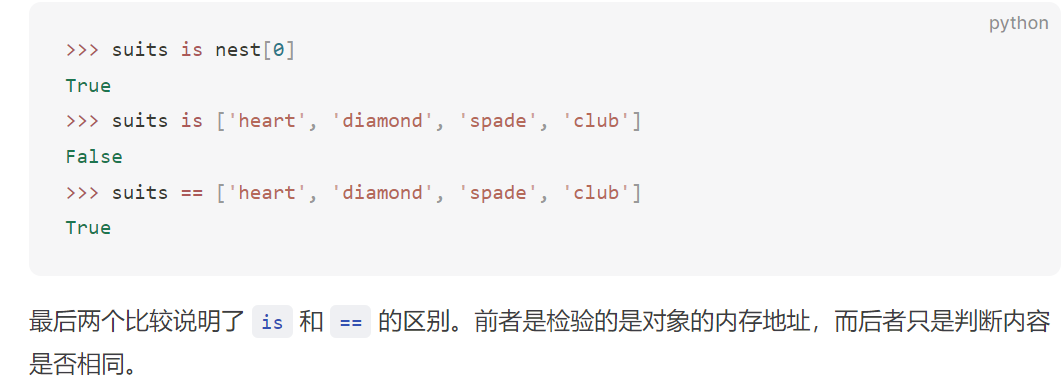 python
>>> suits is nest[0]
True
>>> suits is ['heart', 'diamond', 'spade', 'club']
False
>>> suits == ['heart', 'diamond', 'spade', 'club']
True
最后两个比较说明了 is 和 == 的区别。前者是检验的是对象的内存地址，而后者只是判断内容
是否相同。